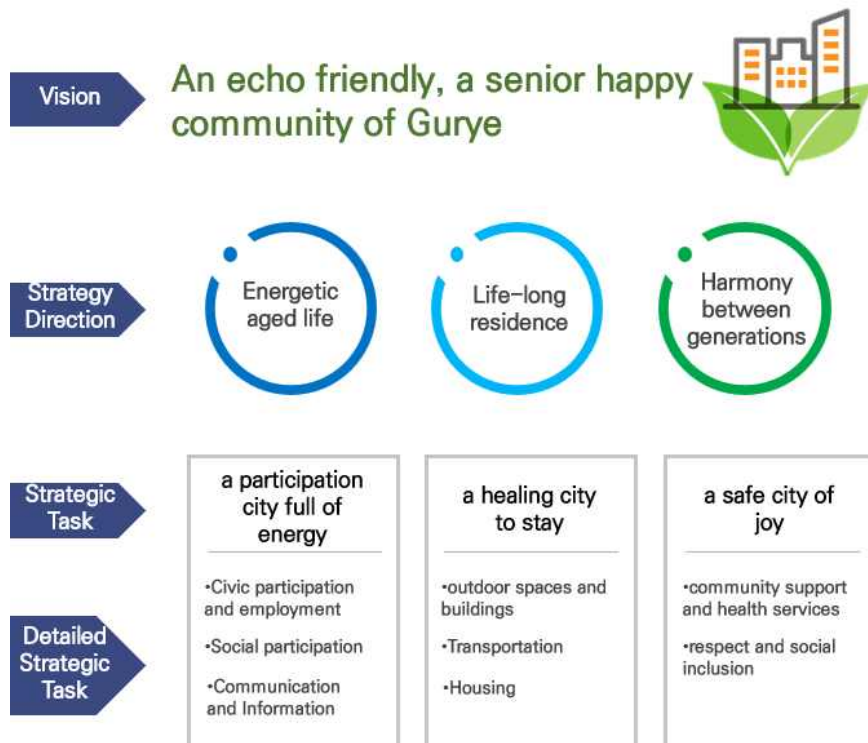 Vision
An echo friendly, a senior happy
community of Gurye
Strategy
Direction
Energetic
aged life
Life-long
residence
Harmony
between
generations
Strategic
Task
a participation
city full of
energy
a healing city
to stay
a safe city of
joy
Detailed
Strategic
Task
•Civic participation
and employment
•Social participation
•Communication
and Information
•outdoor spaces and
buildings
•Transportation
•Housing
•community support
and health services
•respect and social
inclusion